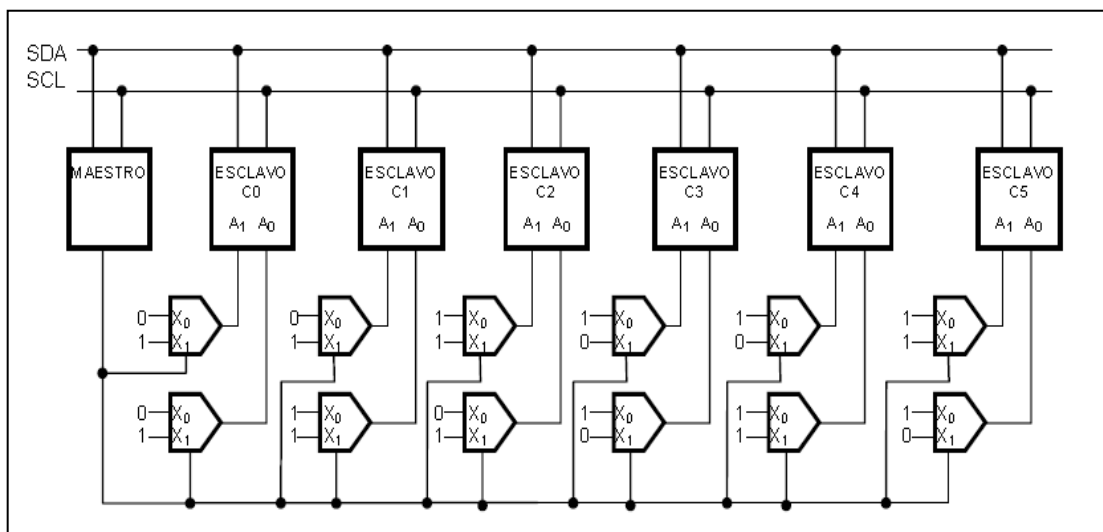 SDA
SCL
MAESTRO
ESCLAVO
C0
A1 A0
ESCLAVO
C1
A1 A0
ESCLAVO
C2
A1 A0
ESCLAVO
C3
A1 A0
ESCLAVO
C4
A1 A0
ESCLAVO
C5
A1 A0
0 X0
1 X1
0 X0
1 X1
1 X0
1 X1
1 X0
0 X1
1 X0
0 X1
1 X0
1 X1
0 X0
1 X1
1 X0
1 X1
0 X0
1 X1
1 X0
0 X1
1 X0
1 X1
1 X0
0 X1